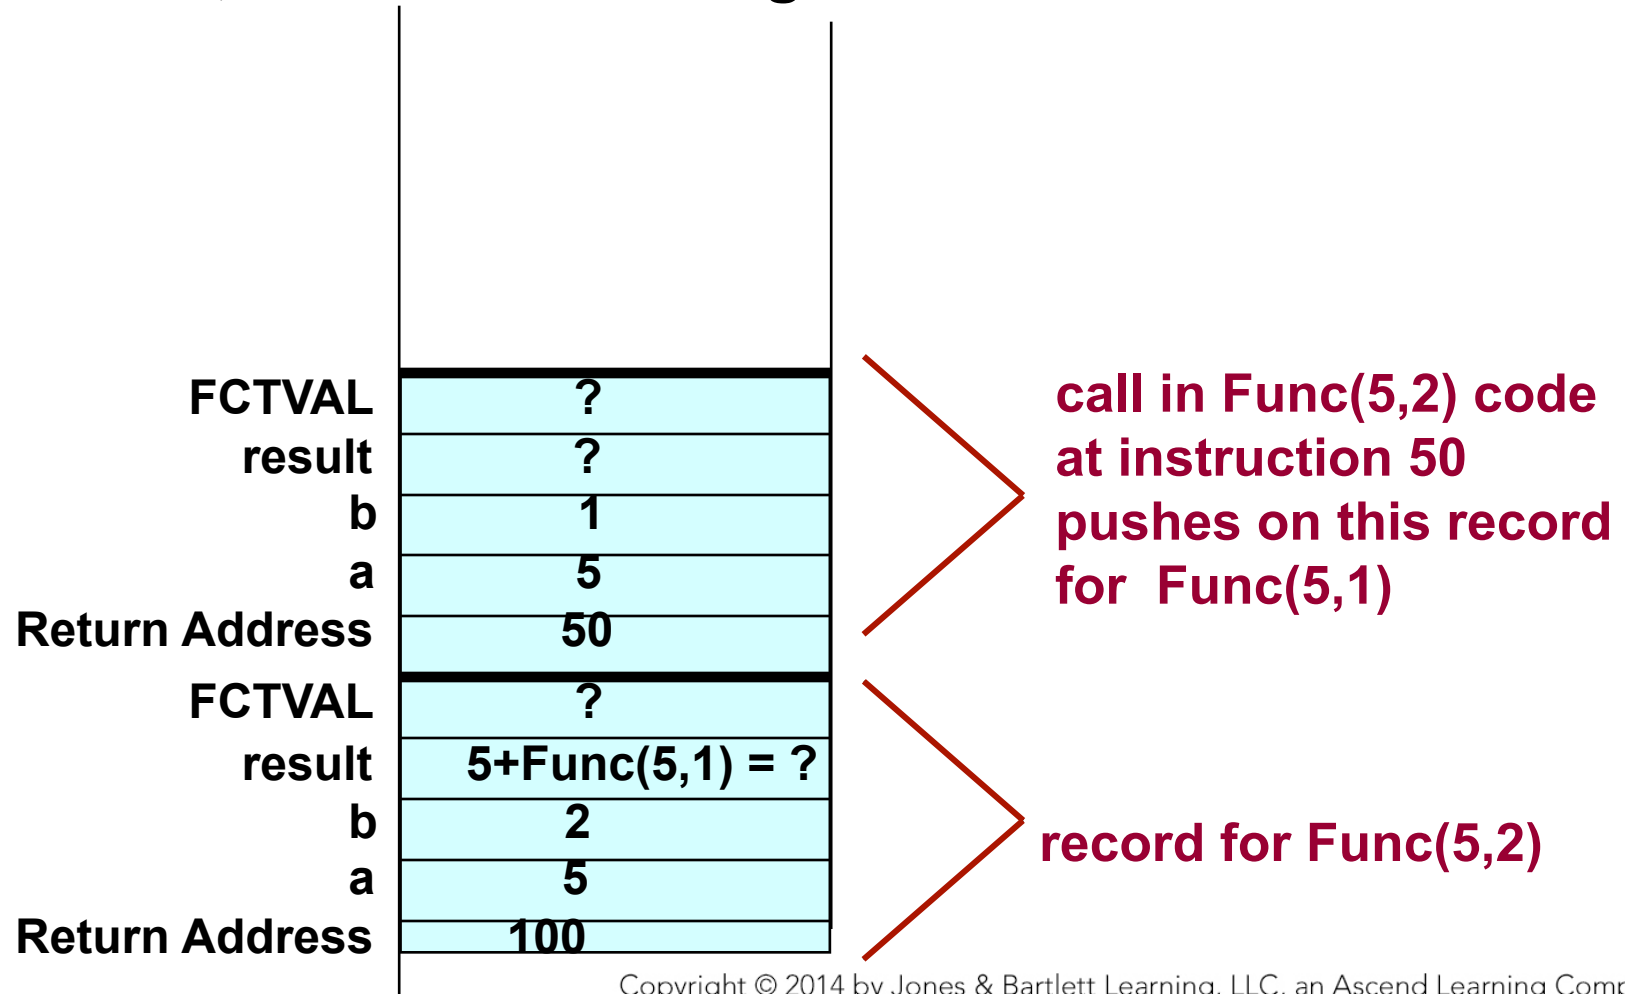 FCTVAL ?
result ?
b 1
a 5
Return Address 50
call in Func(5,2) code
at instruction 50
pushes on this record
for Func(5,1)
FCTVAL ?
result 5+Func(5,1) = ?
b 2
a 5
Return Address 100
record for Func(5,2)
Copyright © 2014 by Jones & Bartlett Learning, LLC, an Ascend Learning Comp